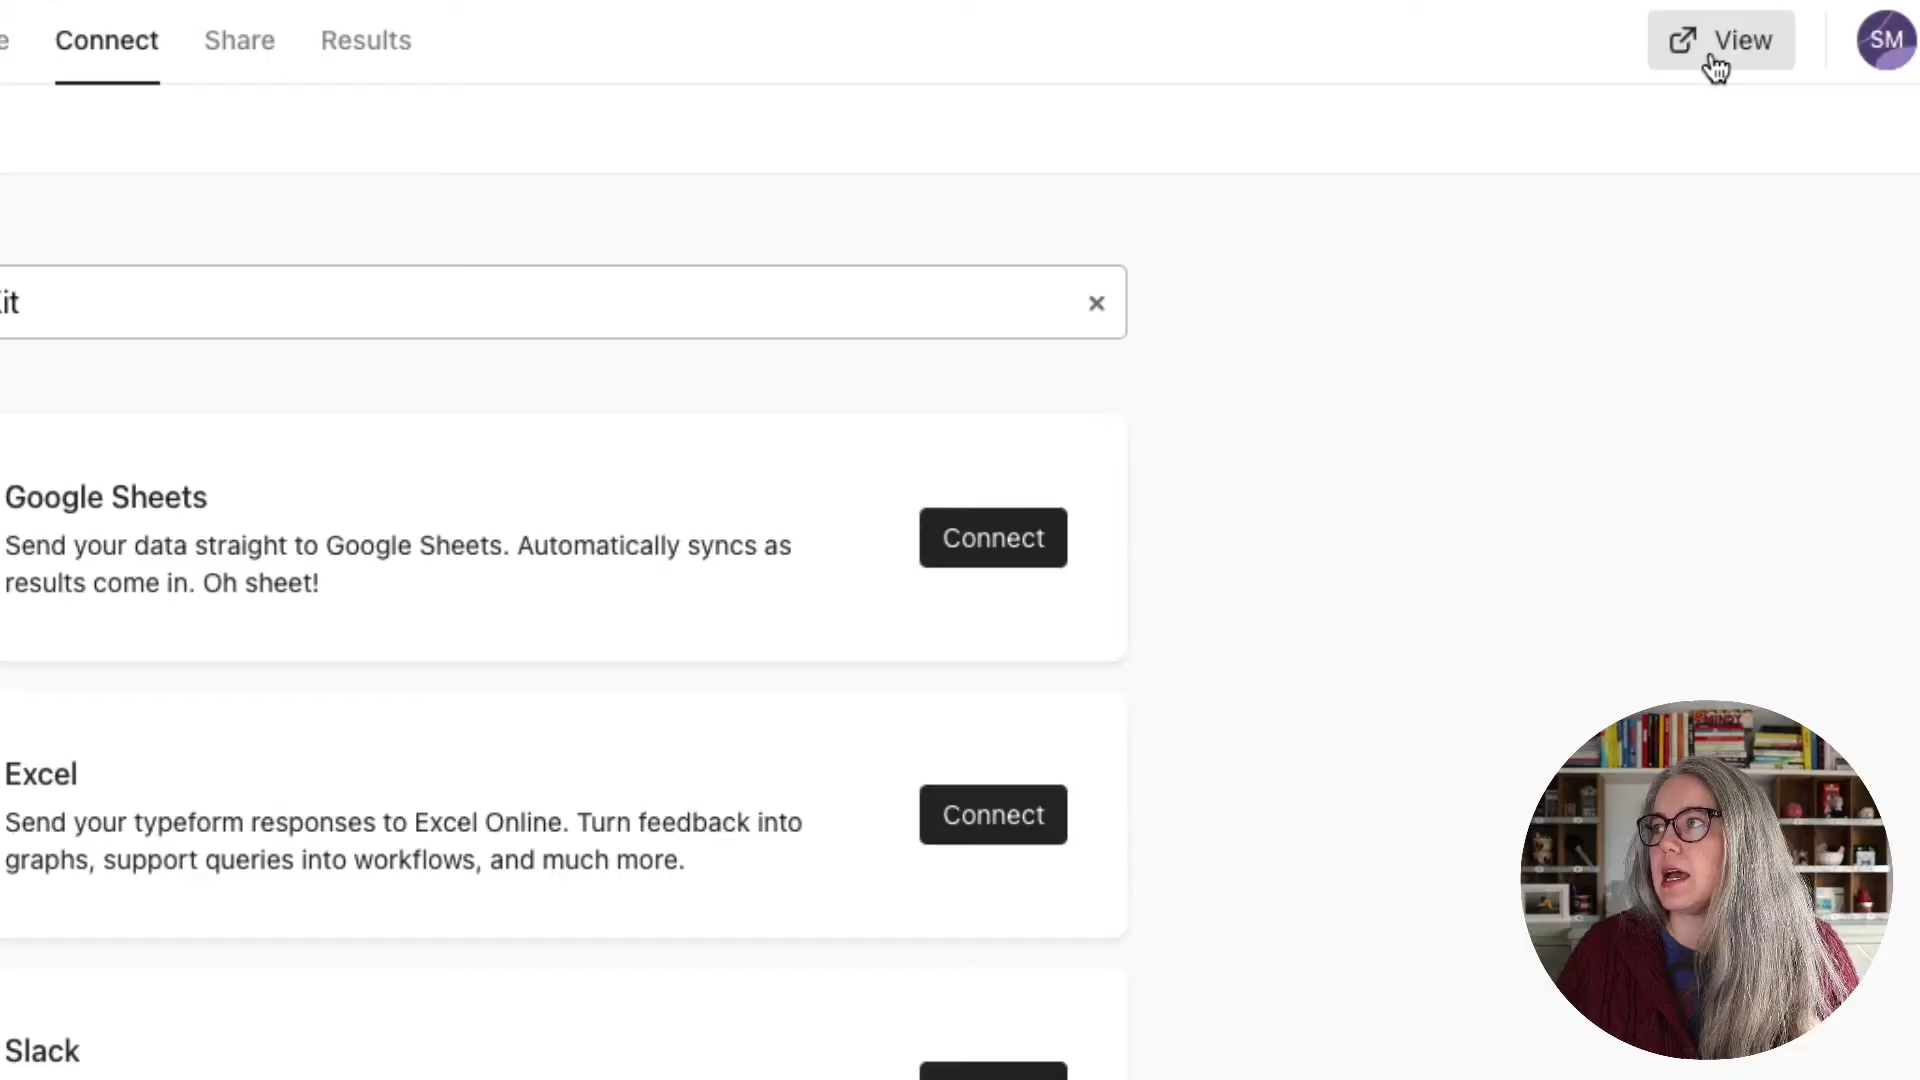 Connect
Share
Results
View
SM
it
Google Sheets
Send your data straight to Google Sheets. Automatically syncs as
results come in. Oh sheet!
Connect
Excel
Send your typeform responses to Excel Online. Turn feedback into
graphs, support queries into workflows, and much more.
Connect
Slack